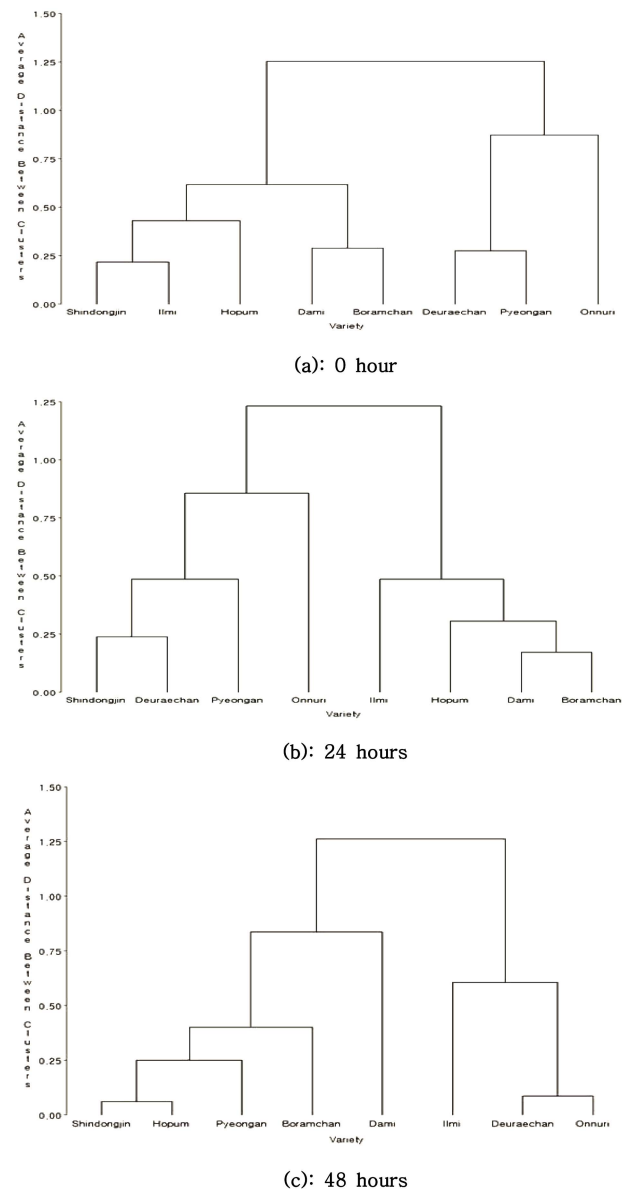 Average Distance Between Clusters
1.50
1.25
1.00
0.75
0.50
0.25
0.00
Shindongjin Ilmi Hopum Dami Boramchan Deuraechan Pyeongan Onnuri
Variety
(a): 0 hour
Average Distance Between Clusters
1.25
1.00
0.75
0.50
0.25
0.00
Shindongjin Deuraechan Pyeongan Onnuri Ilmi Hopum Dami Boramchan
Variety
(b): 24 hours
Average Distance Between Clusters
1.50
1.25
1.00
0.75
0.50
0.25
0.00
Shindongjin Hopum Pyeongan Boramchan Dami Ilmi Deuraechan Onnuri
Variety
(c): 48 hours